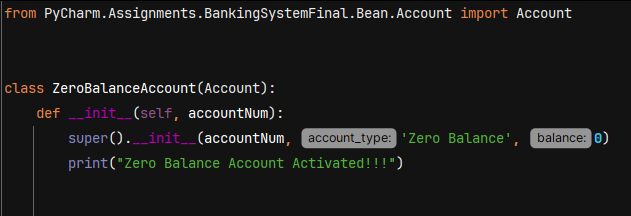 from PyCharm.Assignments.BankingSystemFinal.Bean.Account import Account
class ZeroBalanceAccount(Account):
def __init__(self, accountNum):
super().__init__(accountNum, account_type: 'Zero Balance', balance: 0)
print("Zero Balance Account Activated!!!")